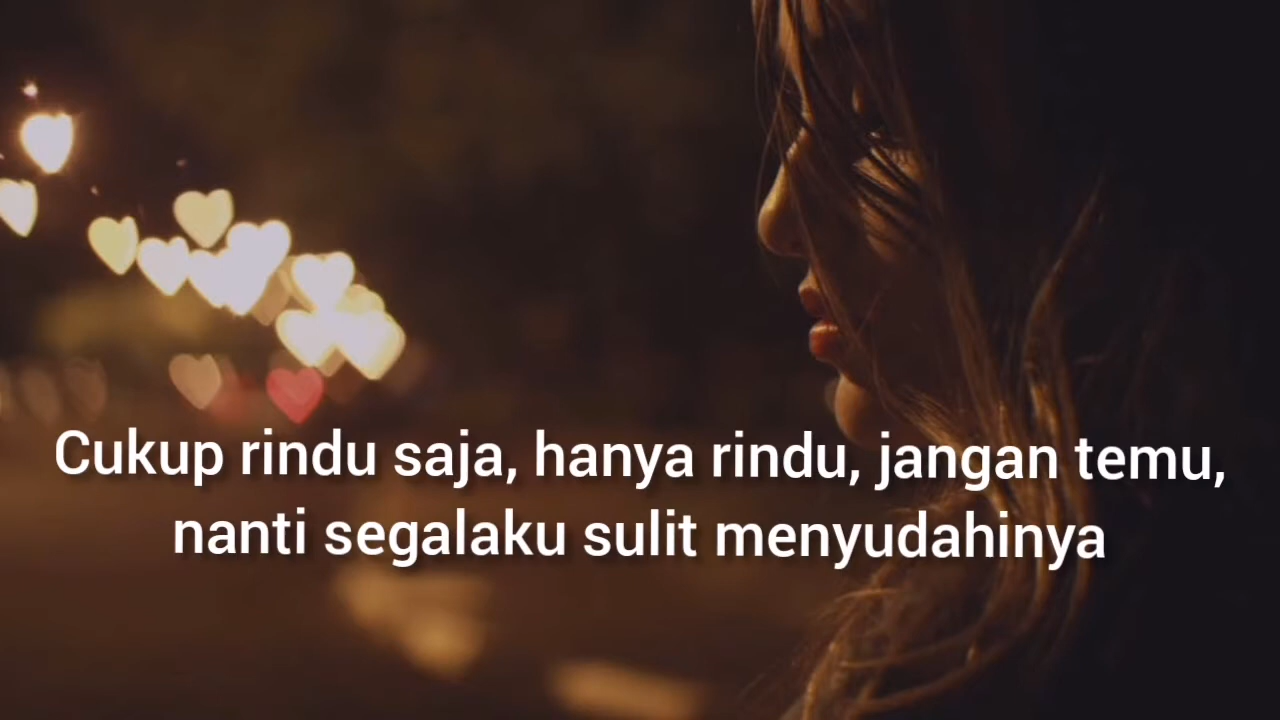 Cukup rindu saja, hanya rindu, jangan temu,
nanti segalaku sulit menyudahinya